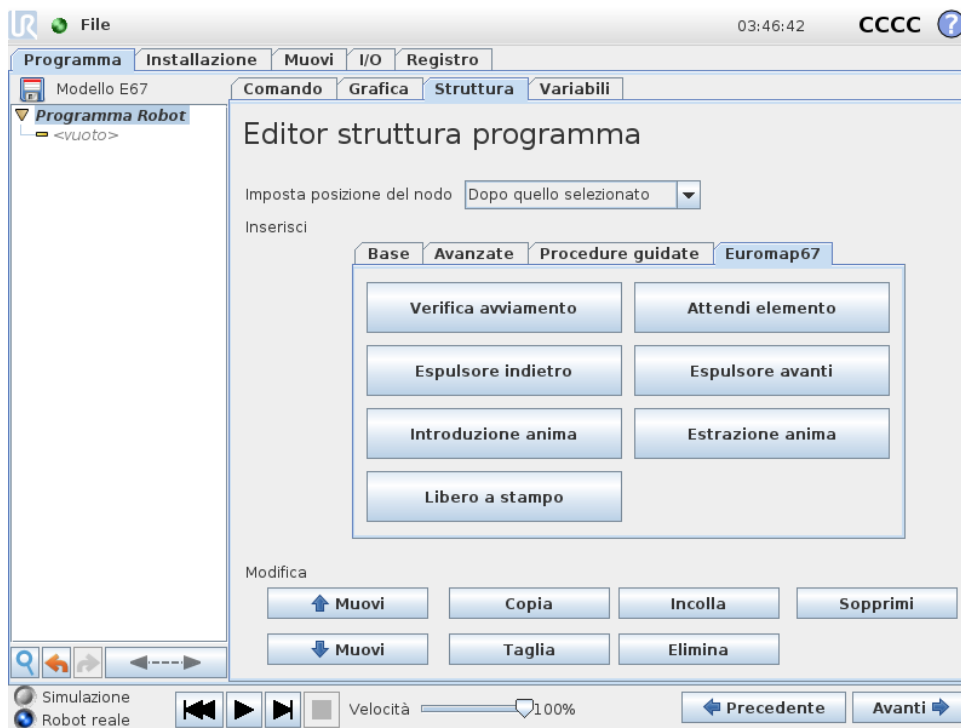 UR File 03:46:42 CCCC ?
Programma Installazione Muovi I/O Registro
Modello E67 Comando Grafica Struttura Variabili
Programma Robot
<vuoto>
Editor struttura programma
Imposta posizione del nodo Dopo quello selezionato
Inserisci
Base Avanzate Procedure guidate Euromap67
Verifica avviamento Attendi elemento
Espulsore indietro Espulsore avanti
Introduzione anima Estrazione anima
Libero a stampo
Modifica
Muovi Copia Incolla Sopprimi
Muovi Taglia Elimina
Simulazione
Robot reale
Velocità 100% Precedente Avanti